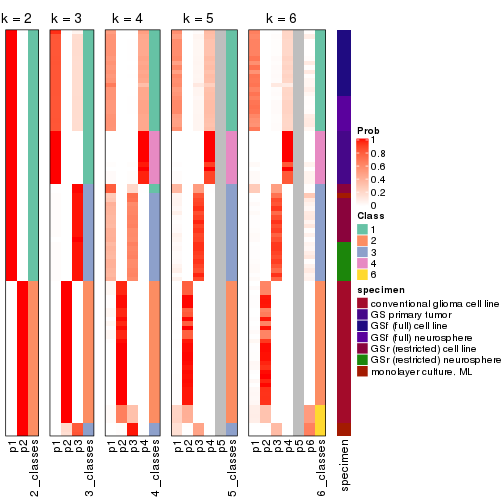 k = 2 k = 3 k = 4 k = 5 k = 6
Prob
1
0.8
0.6
0.4
0.2
0
Class
1
2
3
4
6
specimen
conventional glioma cell line
GS primary tumor
GSf (full) cell line
GSf (full) neurosphere
GSr (restricted) cell line
GSr (restricted) neurosphere
monolayer culture. ML
p1 p2 2_classes p1 p2 p3 3_classes p1 p2 p3 p4 4_classes p1 p2 p3 p4 p5 5_classes p1 p2 p3 p4 p5 p6 6_classes specimen